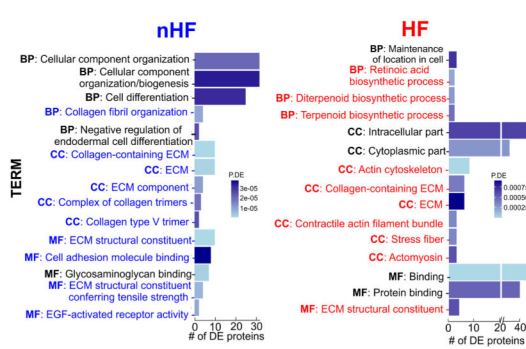 nHF
HF
TERM
BP: Cellular component organization
BP: Cellular component
organization/biogenesis
BP: Cell differentiation
BP: Collagen fibril organization
BP: Negative regulation of
endodermal cell differentiation
CC: Collagen-containing ECM
CC: ECM
CC: ECM component
CC: Complex of collagen trimers
CC: Collagen type V trimer
MF: ECM structural constituent
MF: Cell adhesion molecule binding
MF: Glycosaminoglycan binding
MF: ECM structural constituent
conferring tensile strength
MF: EGF-activated receptor activity
P.DE
3e-05
2e-05
1e-05
0 10 20 30
# of DE proteins
BP: Maintenance
of location in cell
BP: Retinoic acid
biosynthetic process
BP: Diterpenoid biosynthetic process
BP: Terpenoid biosynthetic process
CC: Intracellular part
CC: Cytoplasmic part
CC: Actin cytoskeleton
CC: Collagen-containing ECM
CC: ECM
CC: Contractile actin filament bundle
CC: Stress fiber
CC: Actomyosin
MF: Binding
MF: Protein binding
MF: ECM structural constituent
P.DE
0.00075
0.00050
0.00025
0 10 20 40
# of DE proteins